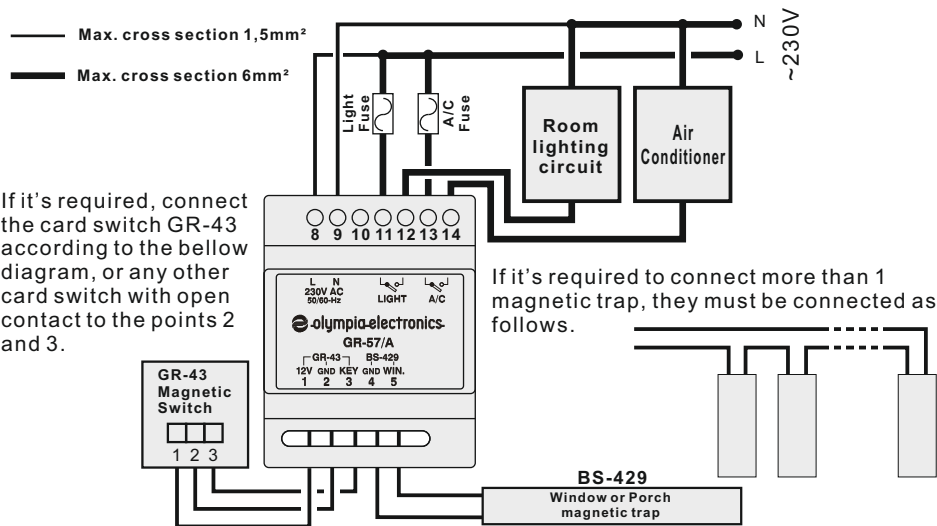 Max. cross section 1,5mm²
Max. cross section 6mm²
N
L
~230V
Light
Fuse
A/C
Fuse
Room
lighting
circuit
Air
Conditioner
If it's required, connect
the card switch GR-43
according to the bellow
diagram, or any other
card switch with open
contact to the points 2
and 3.
8 9 10 11 12 13 14
L N
230V AC
50/60-Hz
LIGHT
A/C
olympia electronics
GR-57/A
GR-43 BS-429
12V GND KEY GND WIN.
1 2 3 4 5
If it's required to connect more than 1
magnetic trap, they must be connected as
follows.
GR-43
Magnetic
Switch
1 2 3
BS-429
Window or Porch
magnetic trap